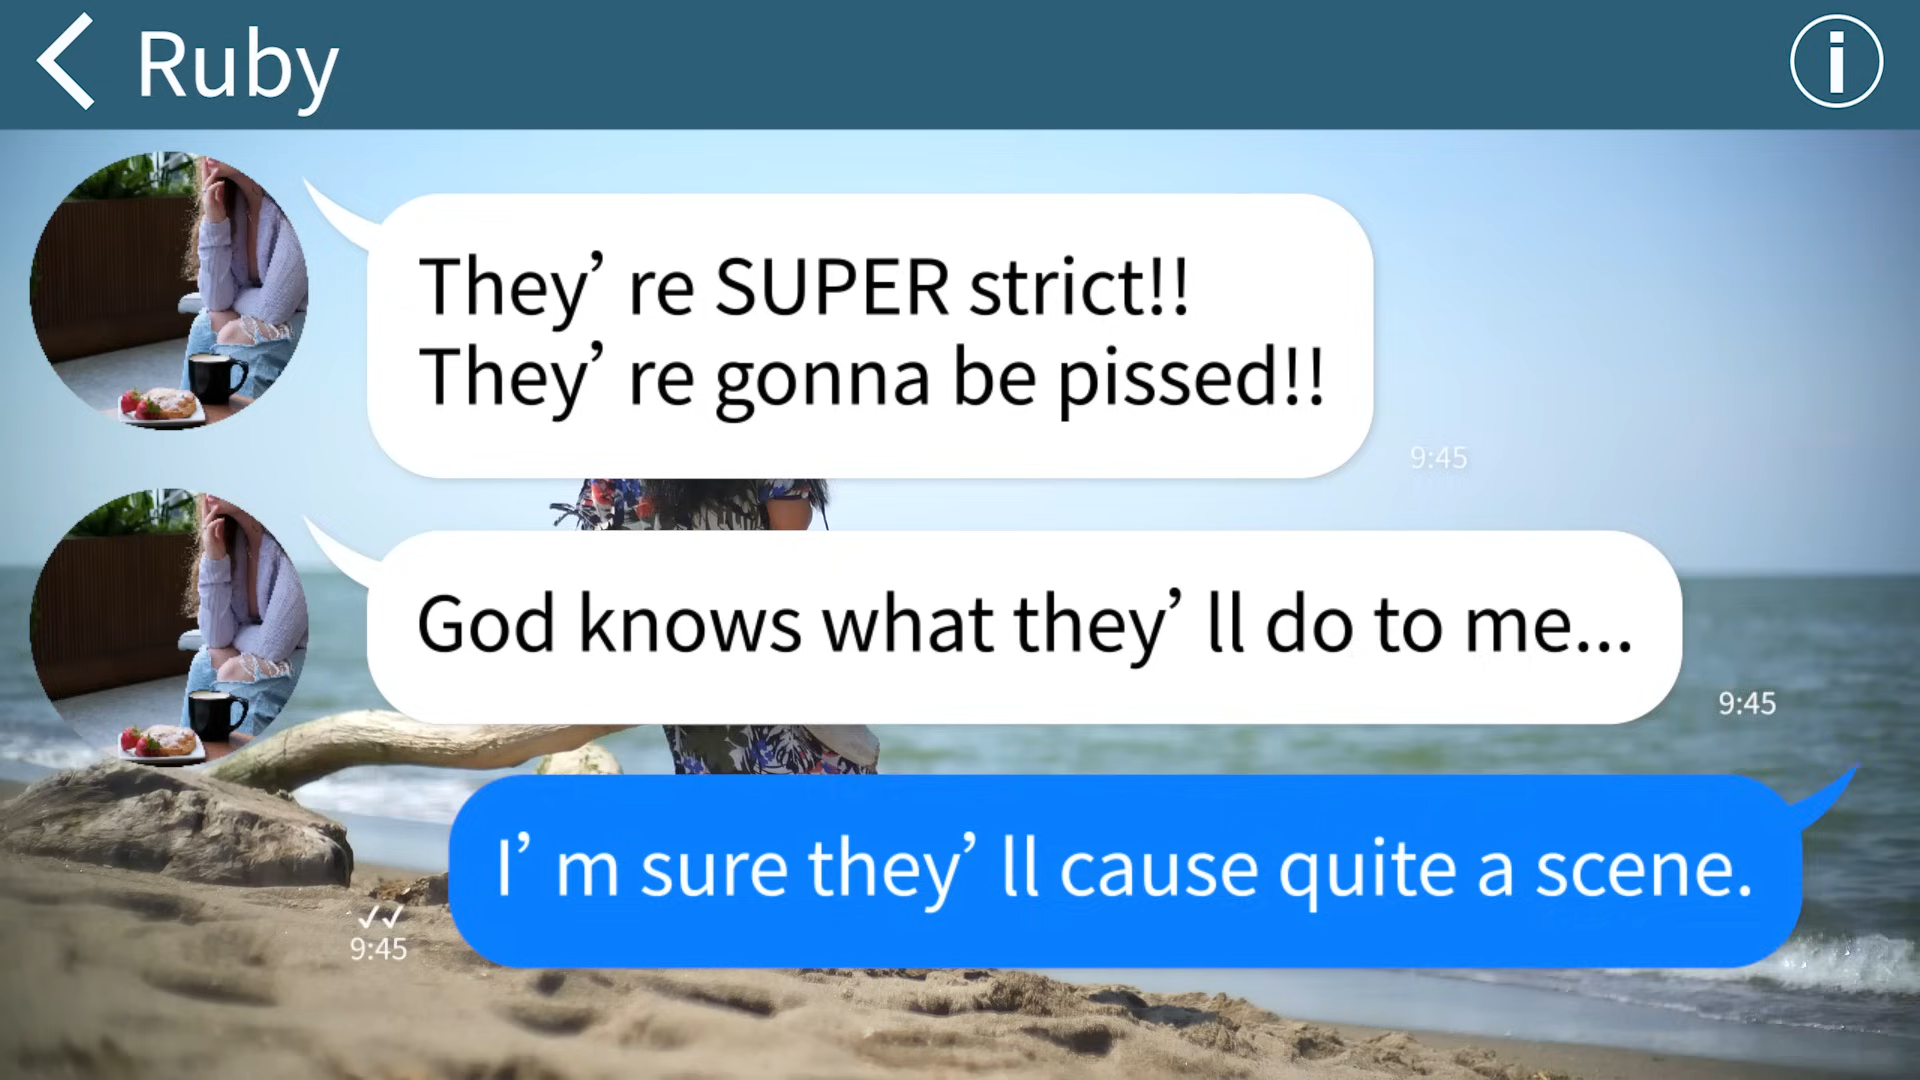 Ruby
They’re SUPER strict!!
They’re gonna be pissed!!
9:45
God knows what they’ll do to me...
9:45
I’m sure they’ll cause quite a scene.
9:45